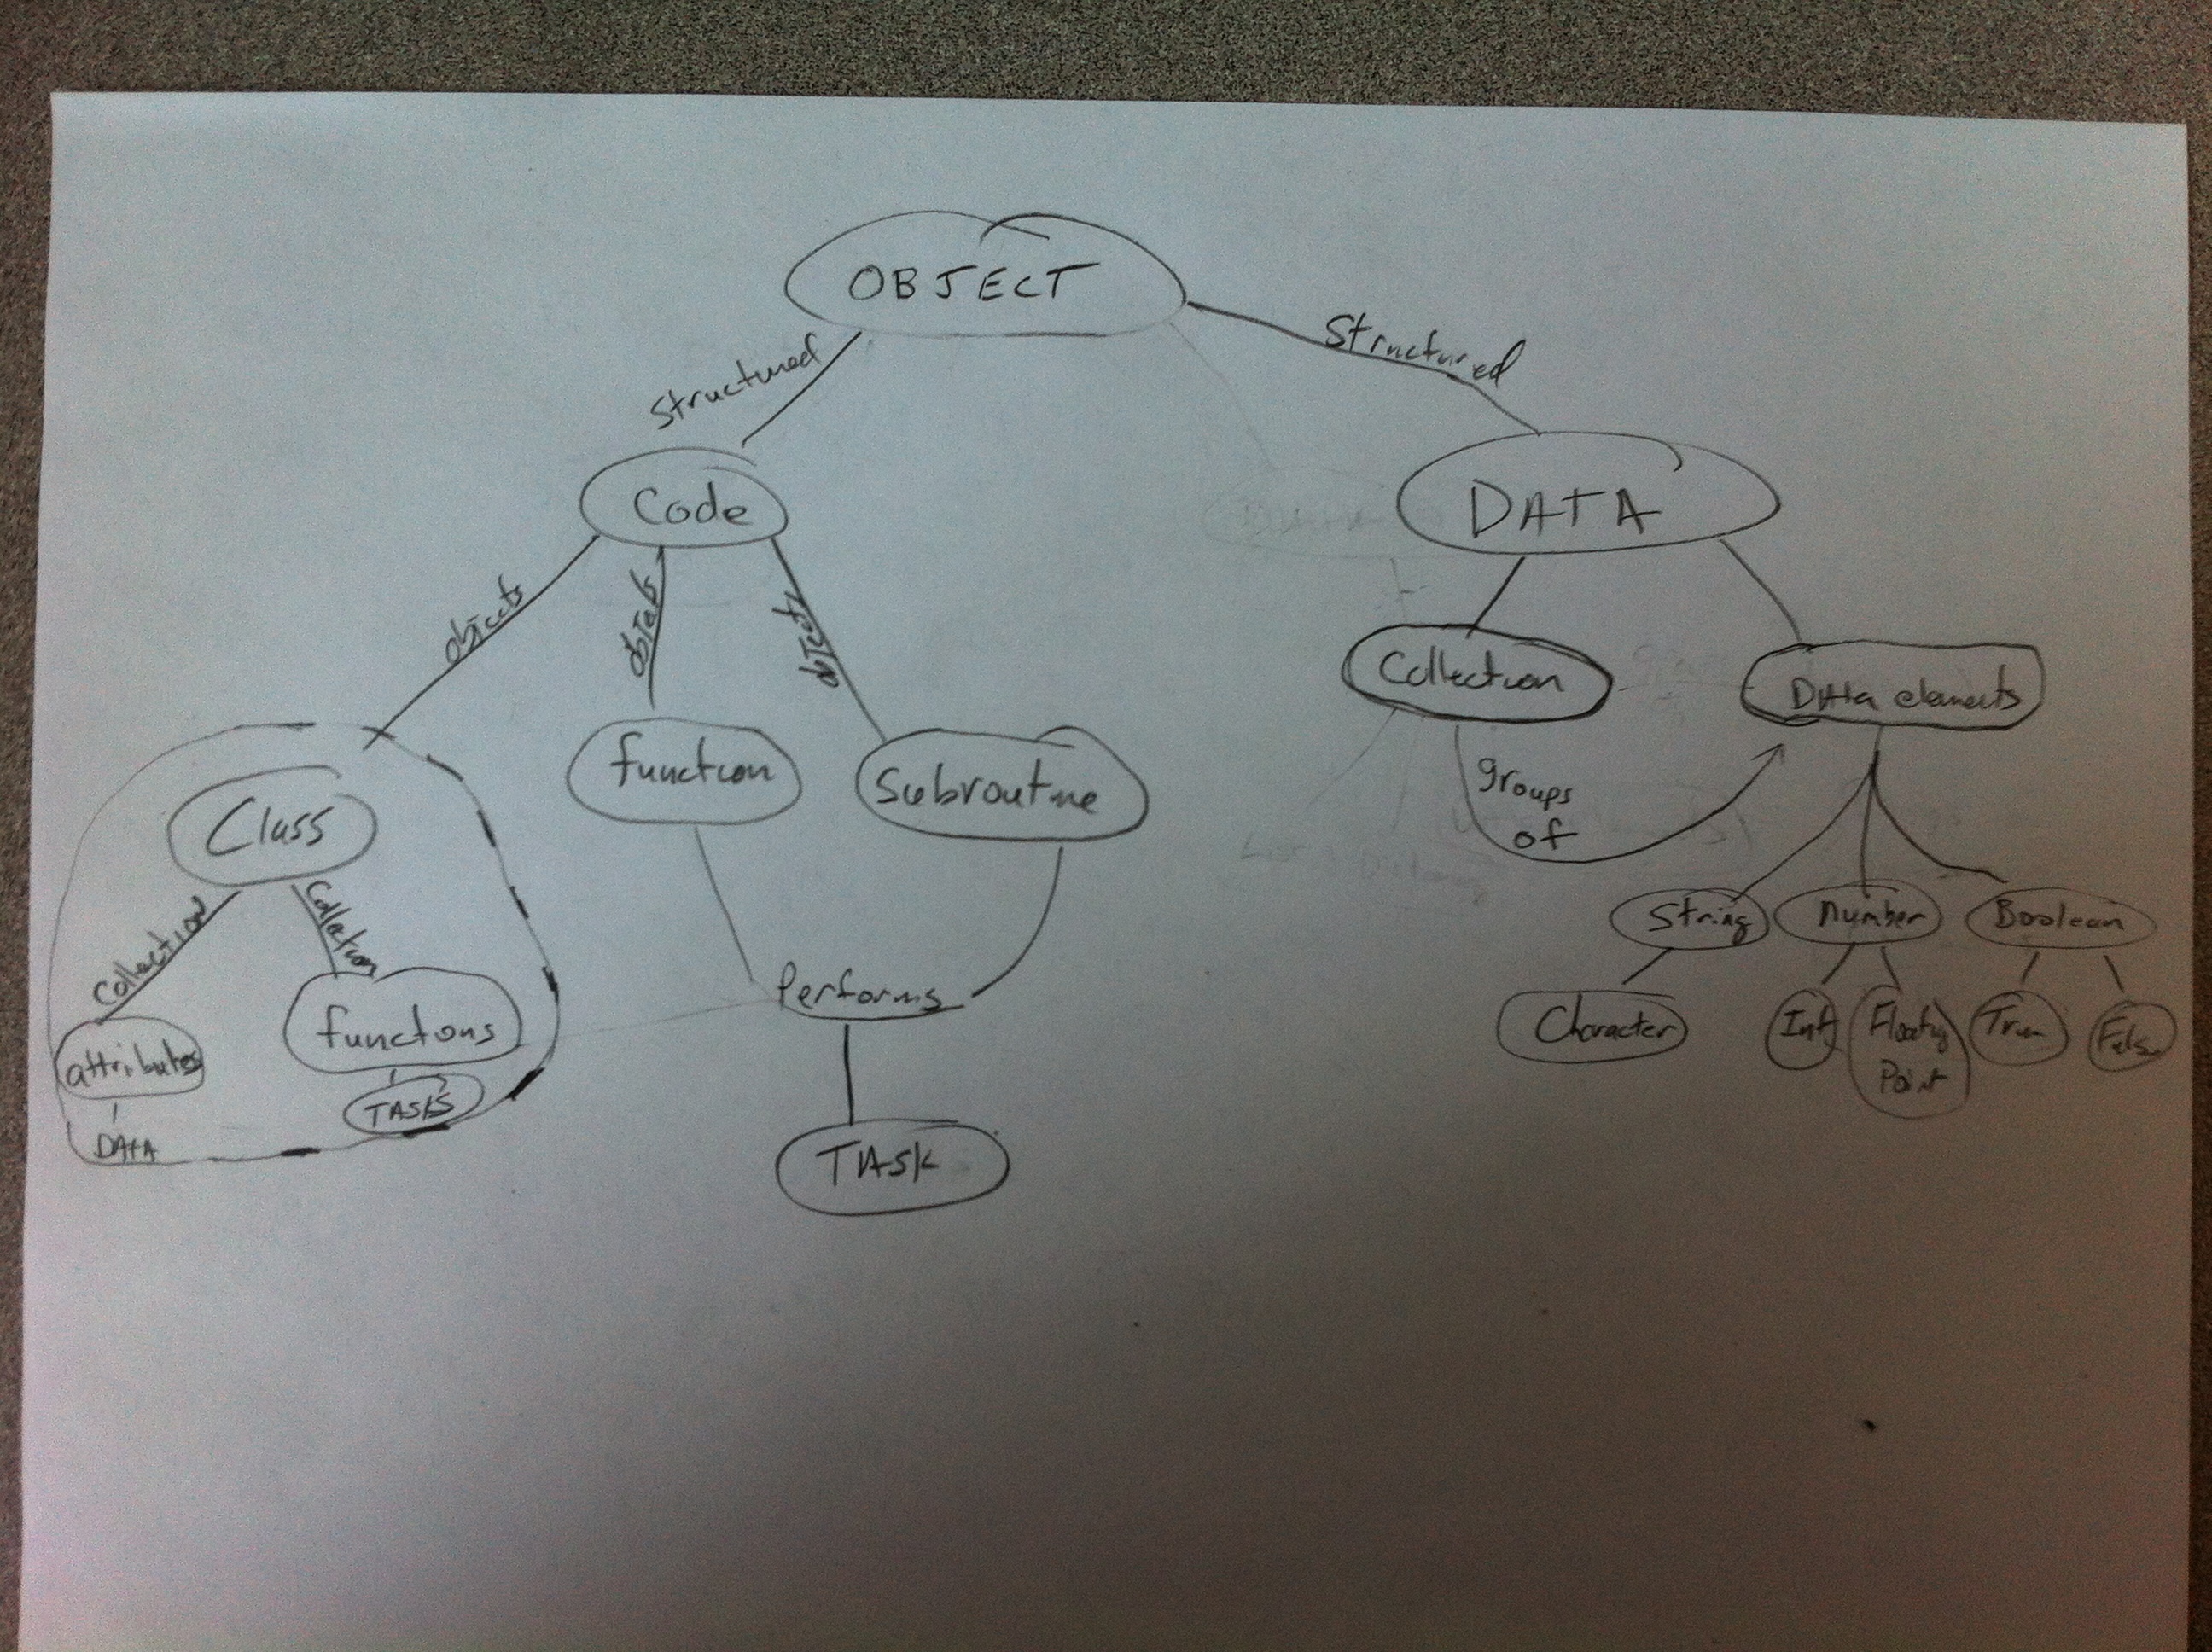 OBJECT
Structured
Structured
Code
DATA
objects
objects
objects
Collection
Data elements
Class
function
Subroutine
groups
of
Collection
Collection
String
Number
Boolean
attributes
functions
Performs
Character
Int
Floating
Point
True
False
DATA
TASKS
TASK